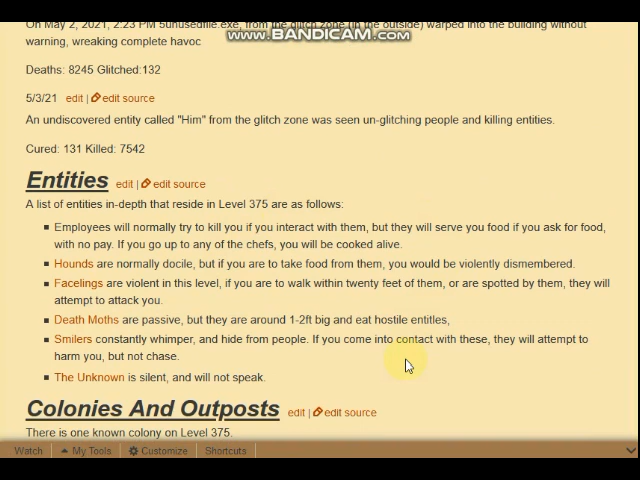 On May 2, 2021, 2:23 PM 5unusedfile.exe, from the glitch zone (in the outside) warped into the building without
www.BANDICAM.com
warning, wreaking complete havoc
Deaths: 8245 Glitched:132
5/3/21 edit | edit source
An undiscovered entity called "Him" from the glitch zone was seen un-glitching people and killing entities.
Cured: 131 Killed: 7542
Entities edit | edit source
A list of entities in-depth that reside in Level 375 are as follows:
Employees will normally try to kill you if you interact with them, but they will serve you food if you ask for food,
with no pay. If you go up to any of the chefs, you will be cooked alive.
Hounds are normally docile, but if you are to take food from them, you would be violently dismembered.
Facelings are violent in this level, if you are to walk within twenty feet of them, or are spotted by them, they will
attempt to attack you.
Death Moths are passive, but they are around 1-2ft big and eat hostile entitles,
Smilers constantly whimper, and hide from people. If you come into contact with these, they will attempt to
harm you, but not chase.
The Unknown is silent, and will not speak.
Colonies And Outposts edit | edit source
There is one known colony on Level 375.
Watch My Tools Customize Shortcuts